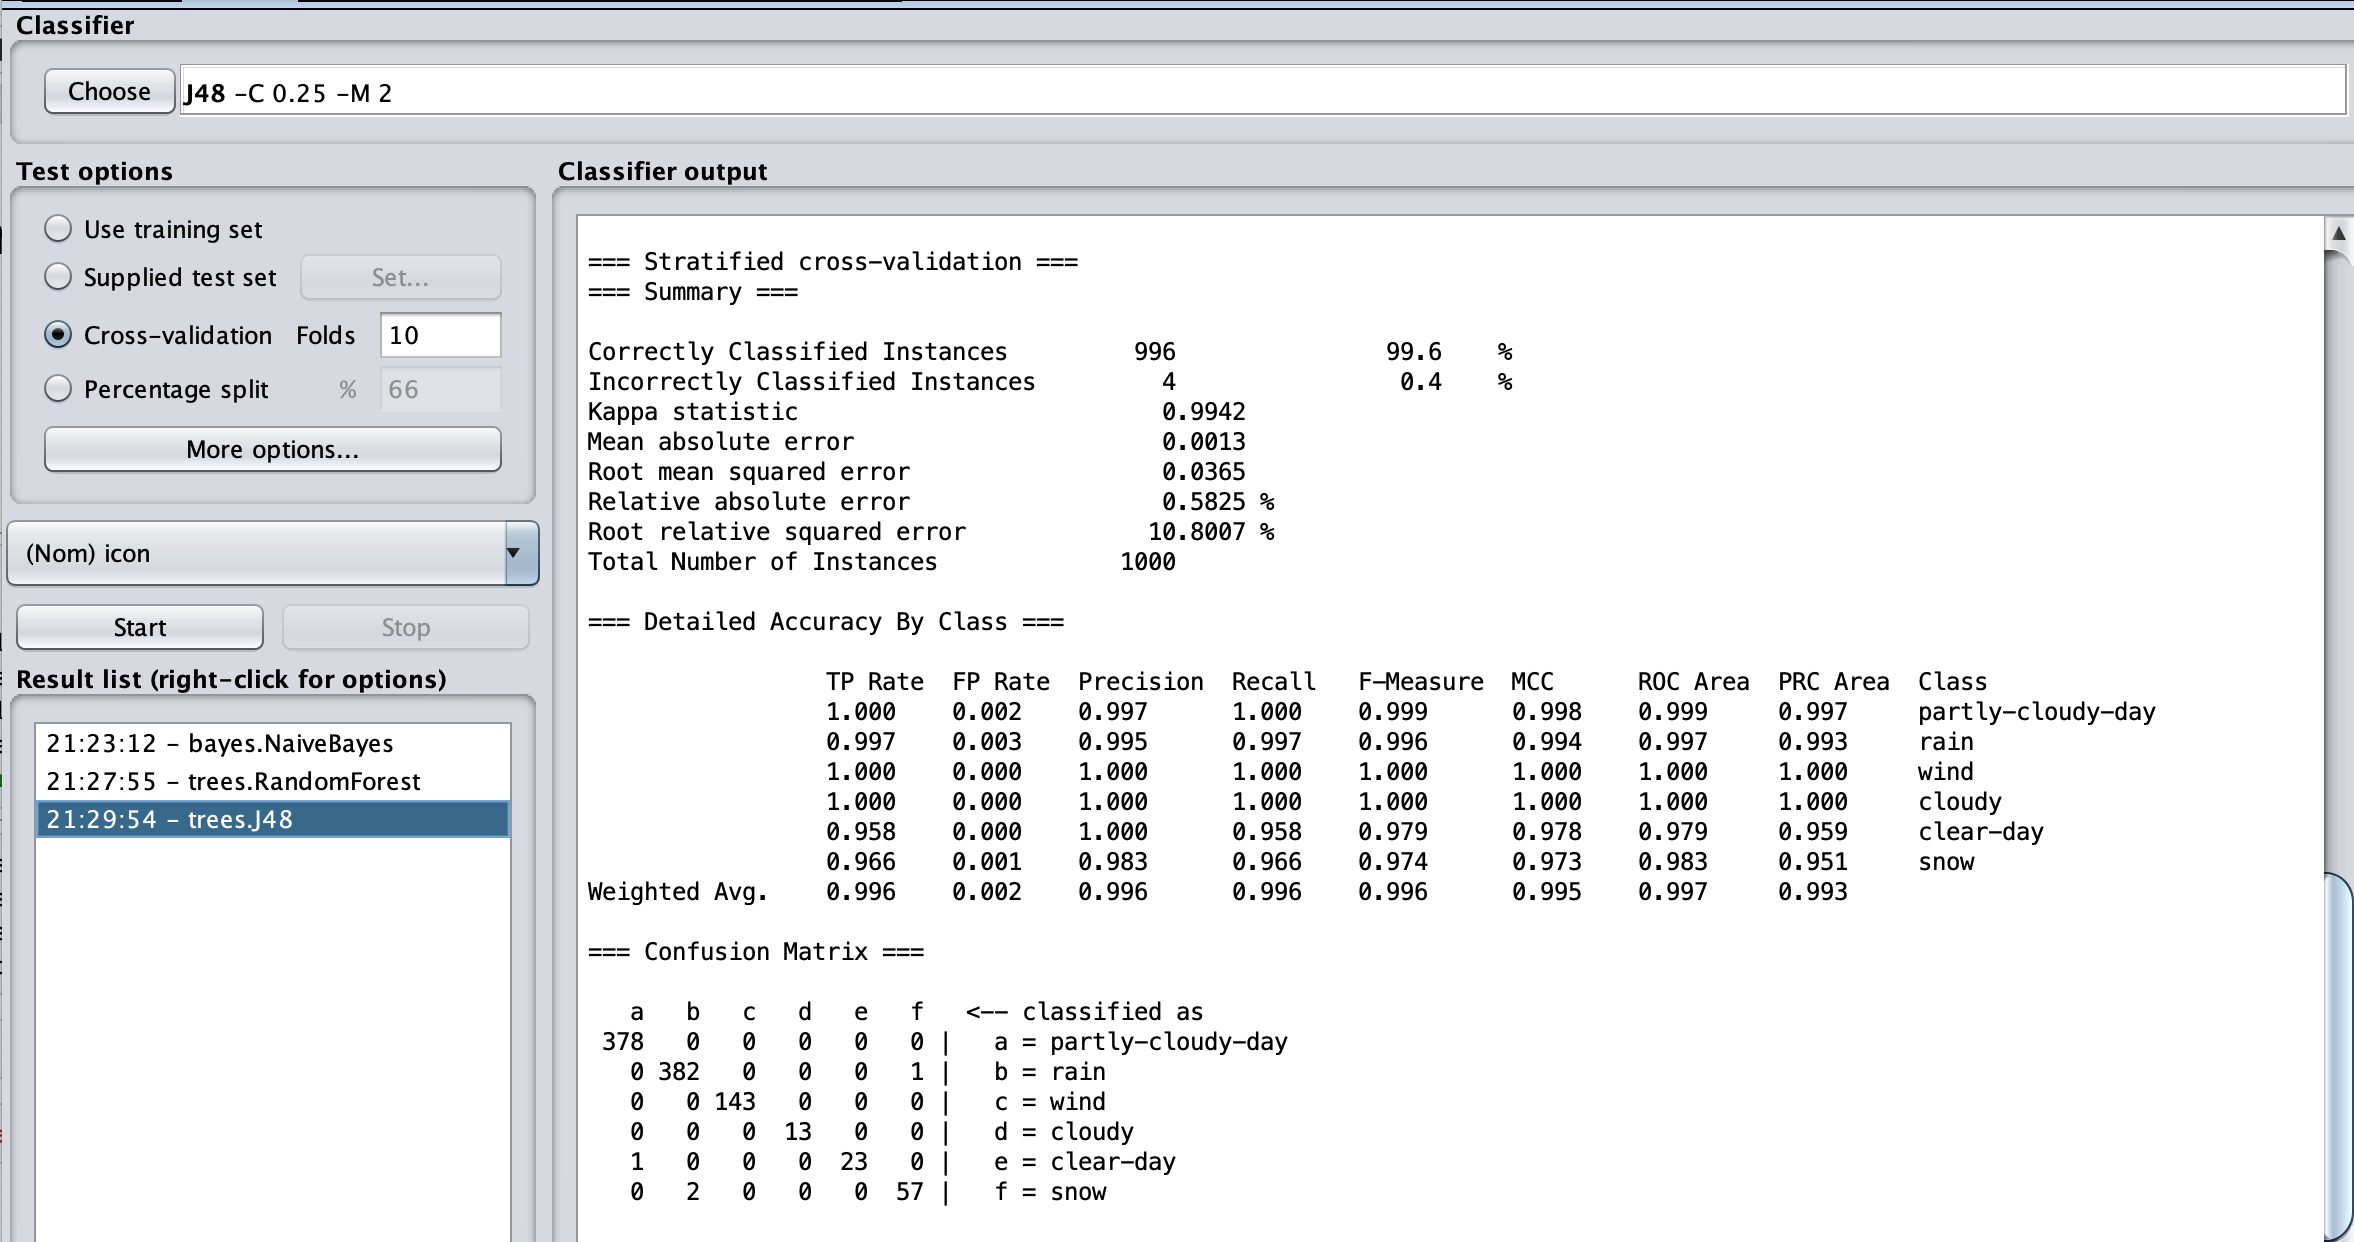 Classifier
Choose J48 -C 0.25 -M 2
Test options
Use training set
Supplied test set Set...
Cross-validation Folds 10
Percentage split % 66
More options...
(Nom) icon
Start Stop
Result list (right-click for options)
21:23:12 - bayes.NaiveBayes
21:27:55 - trees.RandomForest
21:29:54 - trees.J48
Classifier output
=== Stratified cross-validation ===
=== Summary ===
Correctly Classified Instances 996 99.6 %
Incorrectly Classified Instances 4 0.4 %
Kappa statistic 0.9942
Mean absolute error 0.0013
Root mean squared error 0.0365
Relative absolute error 0.5825 %
Root relative squared error 10.8007 %
Total Number of Instances 1000
=== Detailed Accuracy By Class ===
TP Rate FP Rate Precision Recall F-Measure MCC ROC Area PRC Area Class
1.000 0.002 0.997 1.000 0.999 0.998 0.999 0.997 partly-cloudy-day
0.997 0.003 0.995 0.997 0.996 0.994 0.997 0.993 rain
1.000 0.000 1.000 1.000 1.000 1.000 1.000 1.000 wind
1.000 0.000 1.000 1.000 1.000 1.000 1.000 1.000 cloudy
0.958 0.000 1.000 0.958 0.979 0.978 0.979 0.959 clear-day
0.966 0.001 0.983 0.966 0.974 0.973 0.983 0.951 snow
Weighted Avg. 0.996 0.002 0.996 0.996 0.996 0.995 0.997 0.993
=== Confusion Matrix ===
a b c d e f <-- classified as
378 0 0 0 0 0 | a = partly-cloudy-day
0 382 0 0 0 1 | b = rain
0 0 143 0 0 0 | c = wind
0 0 0 13 0 0 | d = cloudy
1 0 0 0 23 0 | e = clear-day
0 2 0 0 0 57 | f = snow